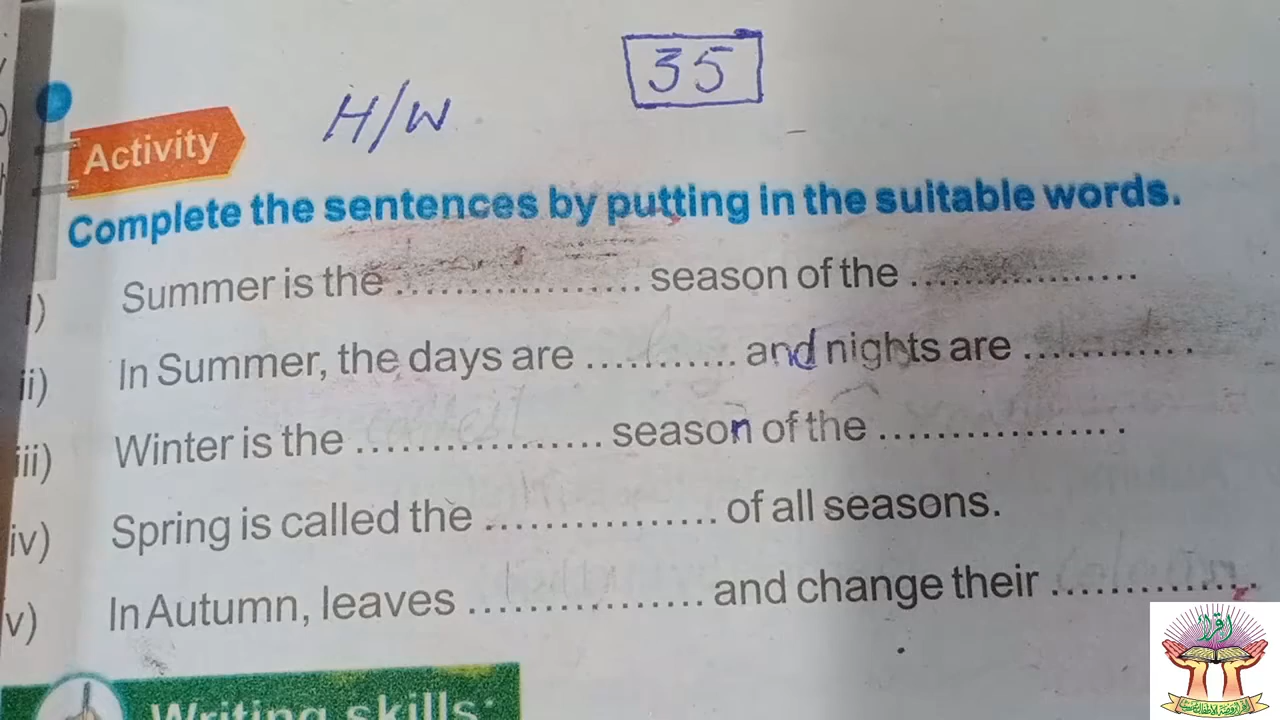 35
H/W
Activity
Complete the sentences by putting in the suitable words.
i) Summer is the ................. season of the ................
ii) In Summer, the days are ........... and nights are ............
iii) Winter is the ................. season of the .................
iv) Spring is called the ................ of all seasons.
v) In Autumn, leaves ................ and change their ..............
Writing skills:
اقرأ